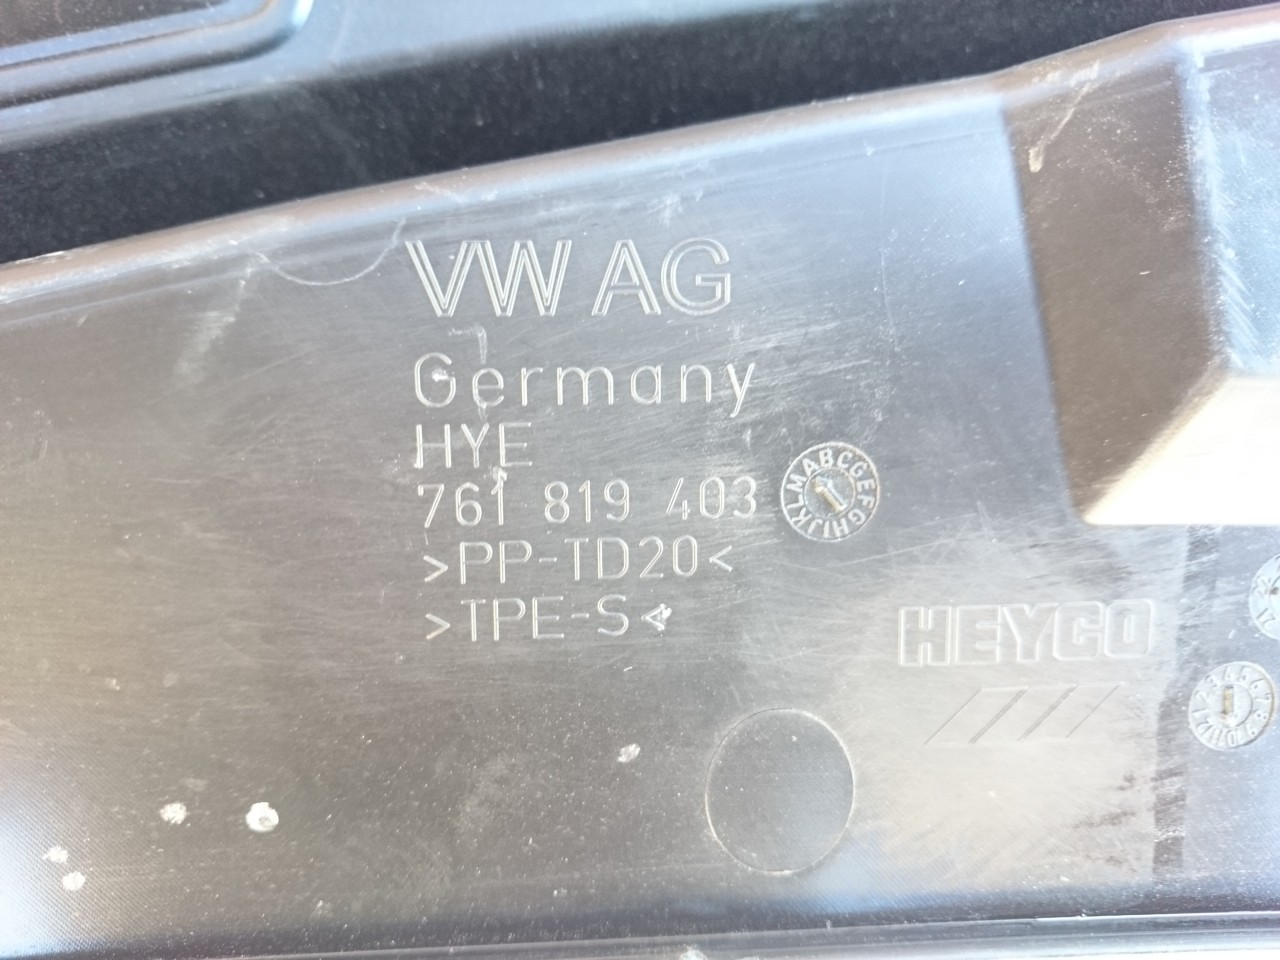 VW AG
Germany
HYE
761 819 403
>PP-TD20<
>TPE-S<
HEYCO